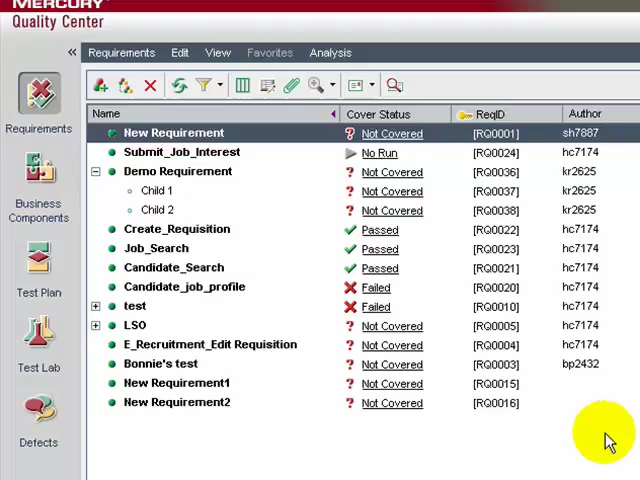 MERCURY
Quality Center
Requirements Edit View Favorites Analysis
Name Cover Status ReqID Author
New Requirement Not Covered [RQ0001] sh7887
Submit_Job_Interest No Run [RQ0024] hc7174
Demo Requirement Not Covered [RQ0036] kr2625
Child 1 Not Covered [RQ0037] kr2625
Child 2 Not Covered [RQ0038] kr2625
Create_Requisition Passed [RQ0022] hc7174
Job_Search Passed [RQ0023] hc7174
Candidate_Search Passed [RQ0021] hc7174
Candidate_job_profile Failed [RQ0020] hc7174
test Failed [RQ0010] hc7174
LSO Not Covered [RQ0005] hc7174
E_Recruitment_Edit Requisition Not Covered [RQ0004] hc7174
Bonnie's test Not Covered [RQ0003] bp2432
New Requirement1 Not Covered [RQ0015]
New Requirement2 Not Covered [RQ0016]
Requirements
Business
Components
Test Plan
Test Lab
Defects